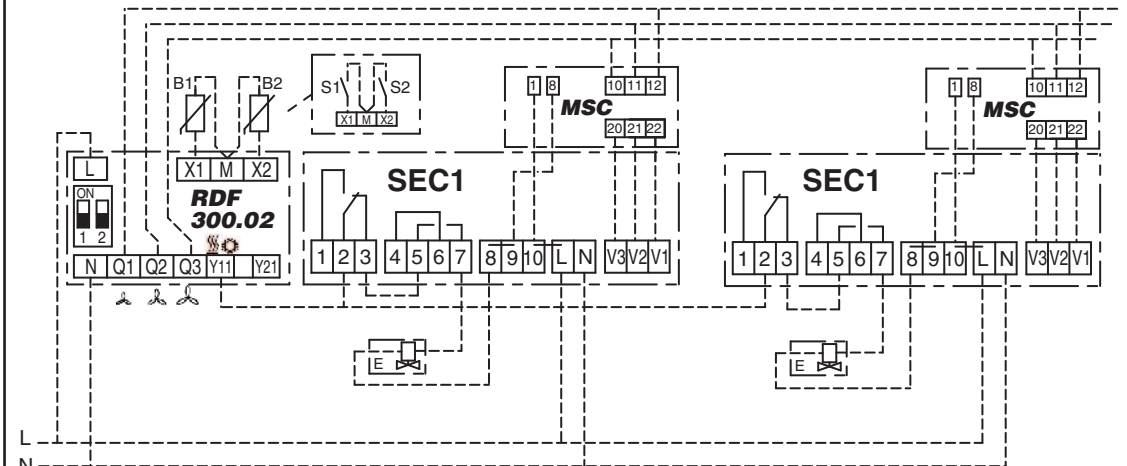 B1 B2
S1 S2
X1 M X2
1 8
10 11 12
MSC
20 21 22
1 8
10 11 12
MSC
20 21 22
L
ON
1 2
X1 M X2
RDF
300.02
N Q1 Q2 Q3 Y11 Y21
SEC1
1 2 3 4 5 6 7 8 9 10 L N V3 V2 V1
E
SEC1
1 2 3 4 5 6 7 8 9 10 L N V3 V2 V1
E
L
N